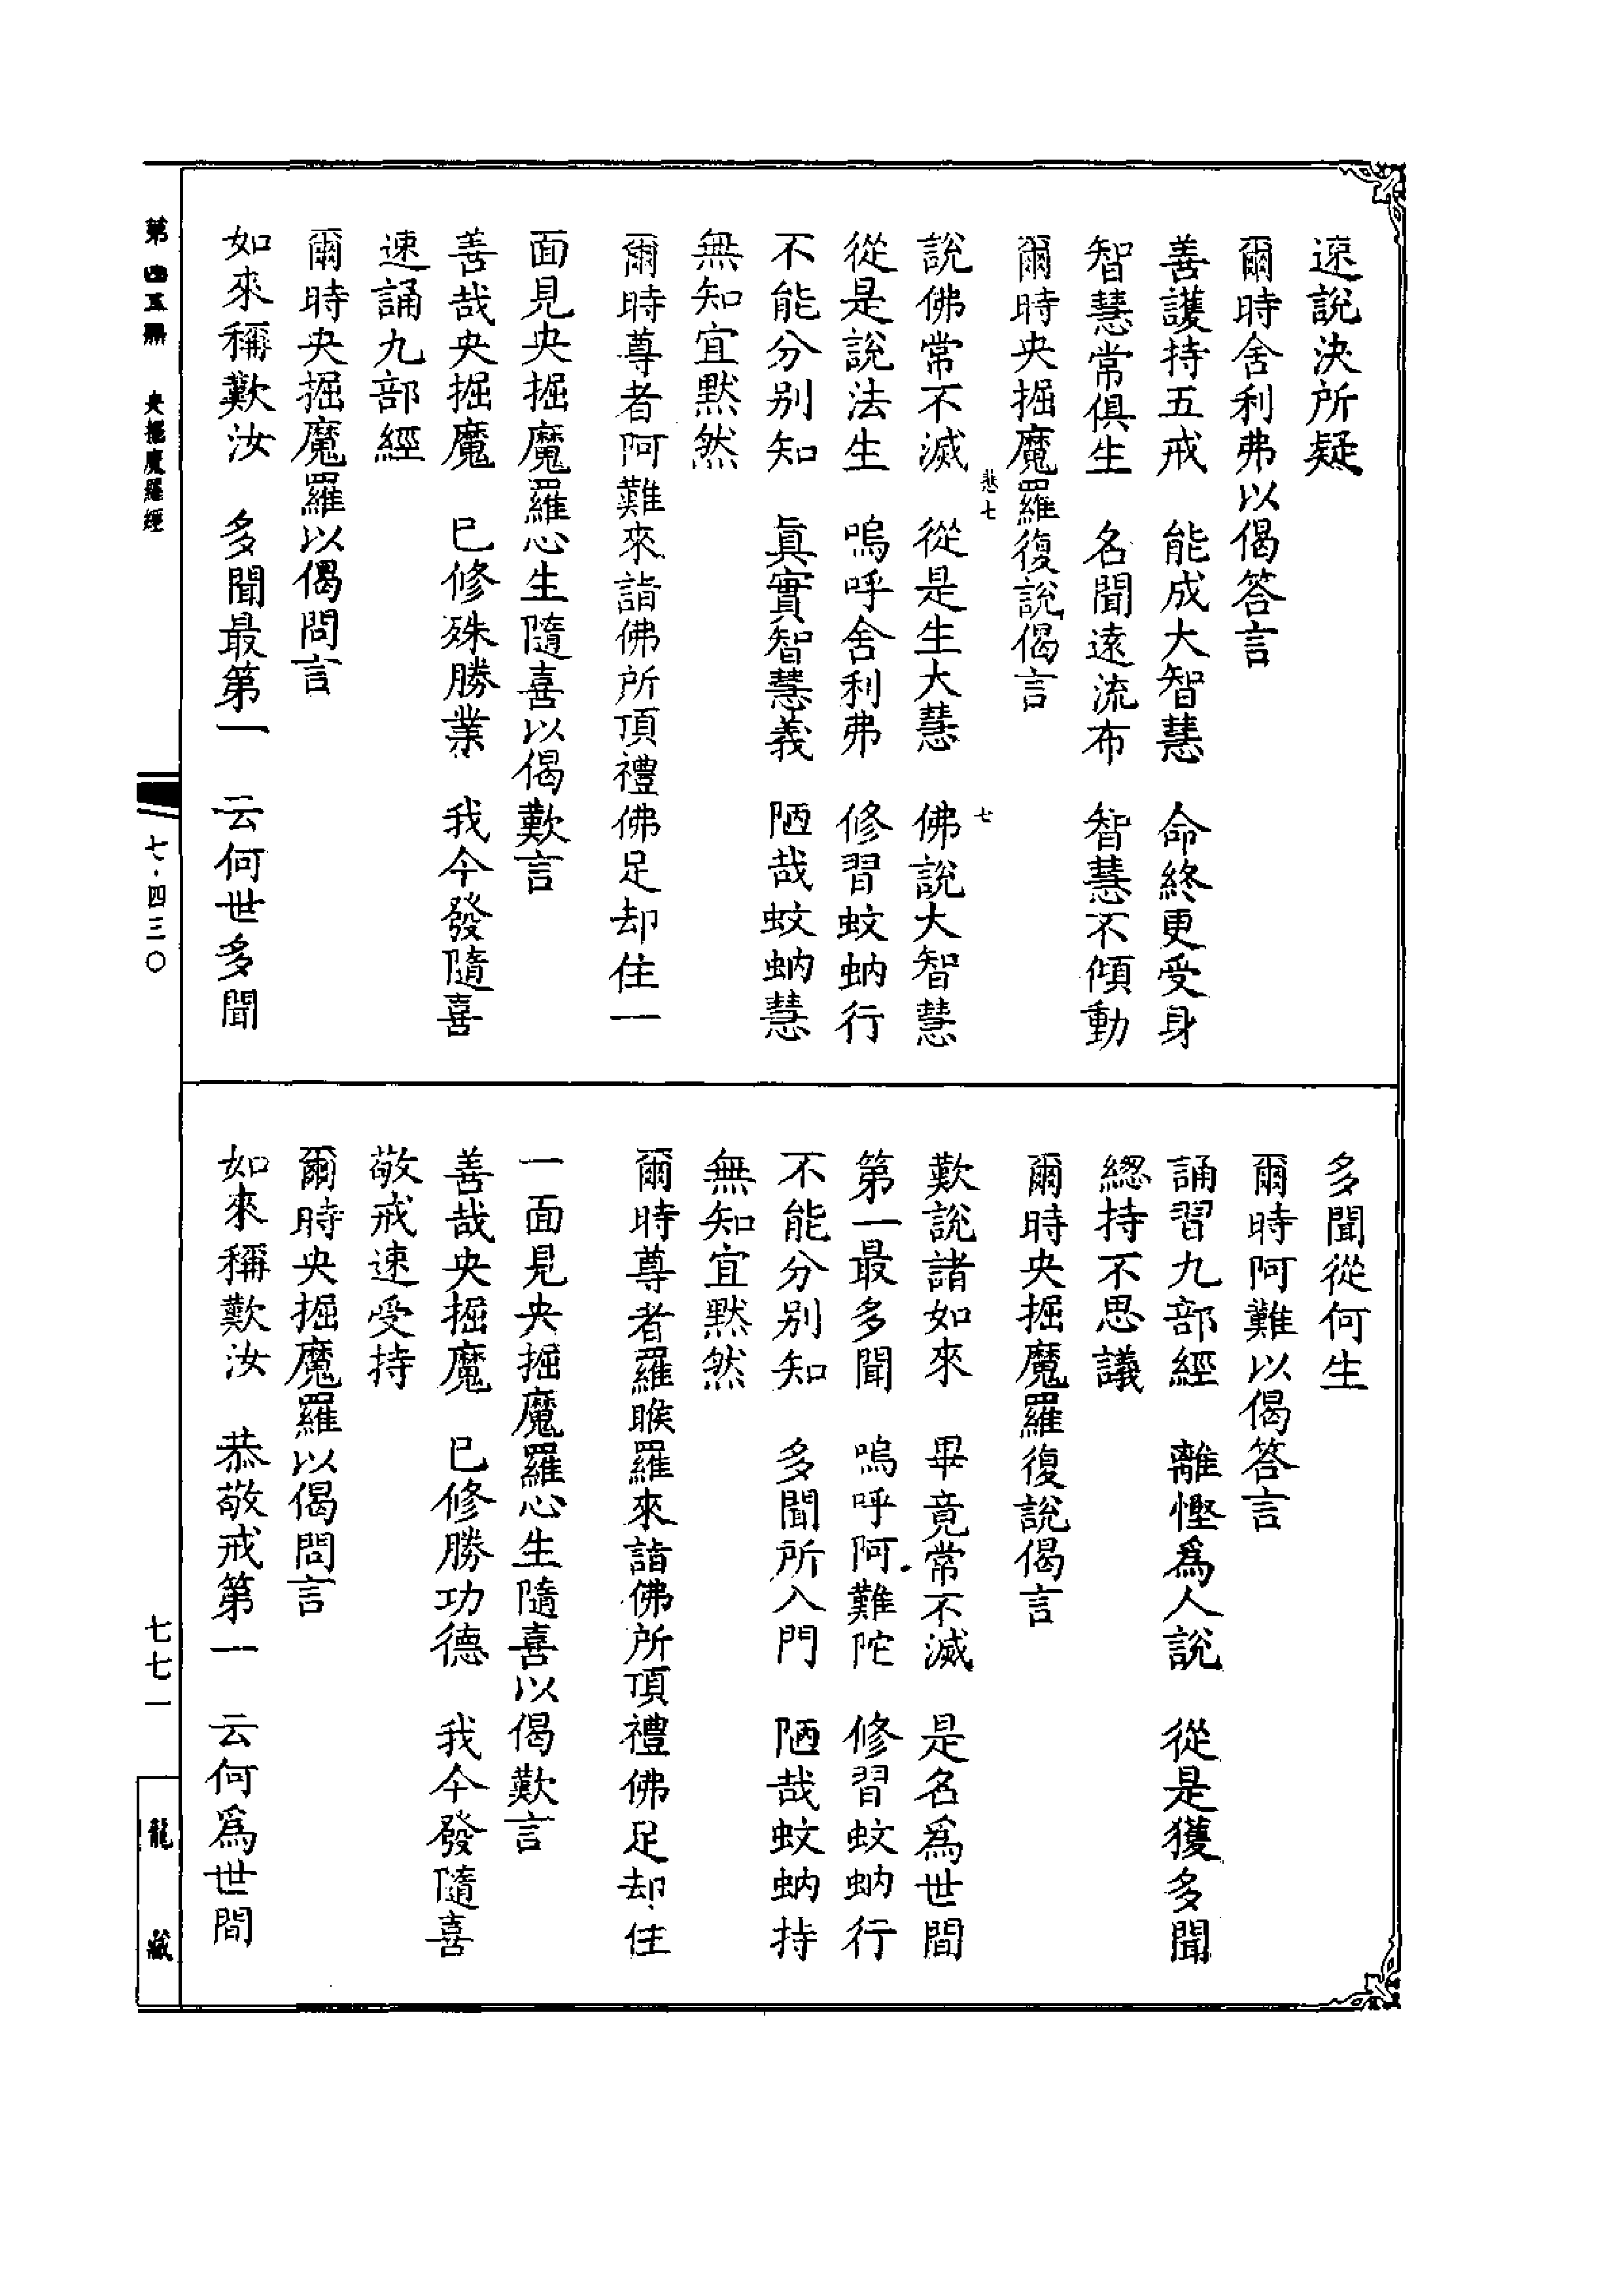 速說決所疑
爾時舍利弗以偈答言
善護持五戒　能成大智慧　命終更受身
智慧常俱生　名聞遠流布　智慧不傾動
爾時央掘魔羅復說偈言
說佛常不滅　從是生大慧　佛說大智慧
從是說法生　嗚呼舍利弗　修習蚊蚋行
不能分別知　眞實智慧義　陋哉蚊蚋慧
無知宜默然
爾時尊者阿難來詣佛所頂禮佛足却住一
面見央掘魔羅心生隨喜以偈歎言
善哉央掘魔　已修殊勝業　我今發隨喜
速誦九部經
爾時央掘魔羅以偈問言
如來稱歎汝　多聞最第一　云何世多聞
多聞從何生
爾時阿難以偈答言
誦習九部經　離慳爲人說　從是獲多聞
總持不思議
爾時央掘魔羅復說偈言
歎說諸如來　畢竟常不滅　是名爲世間
第一最多聞　嗚呼阿難陀　修習蚊蚋行
不能分別知　多聞所入門　陋哉蚊蚋持
無知宜默然
爾時尊者羅睺羅來詣佛所頂禮佛足却住
一面見央掘魔羅心生隨喜以偈歎言
善哉央掘魔　已修勝功德　我今發隨喜
敬戒速受持
爾時央掘魔羅以偈問言
如來稱歎汝　恭敬戒第一　云何爲世間
七
央掘魔羅經
七·四三〇
七七一
龍藏